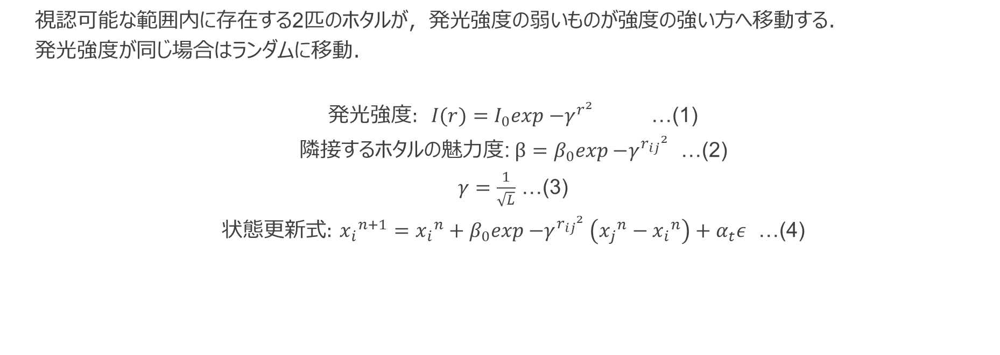 視認可能な範囲内に存在する2匹のホタルが，発光強度の弱いものが強度の強い方へ移動する．
発光強度が同じ場合はランダムに移動．
発光強度: $I(r) = I_0 exp -\gamma^{r^2}$ …(1)
隣接するホタルの魅力度: $β = \beta_0 exp -\gamma^{{r_{ij}}^2}$ …(2)
$\gamma = \frac{1}{\sqrt{L}}$ …(3)
状態更新式: ${x_i}^{n+1} = {x_i}^n + \beta_0 exp -\gamma^{{r_{ij}}^2} ({x_j}^n - {x_i}^n) + \alpha_t \epsilon$ …(4)